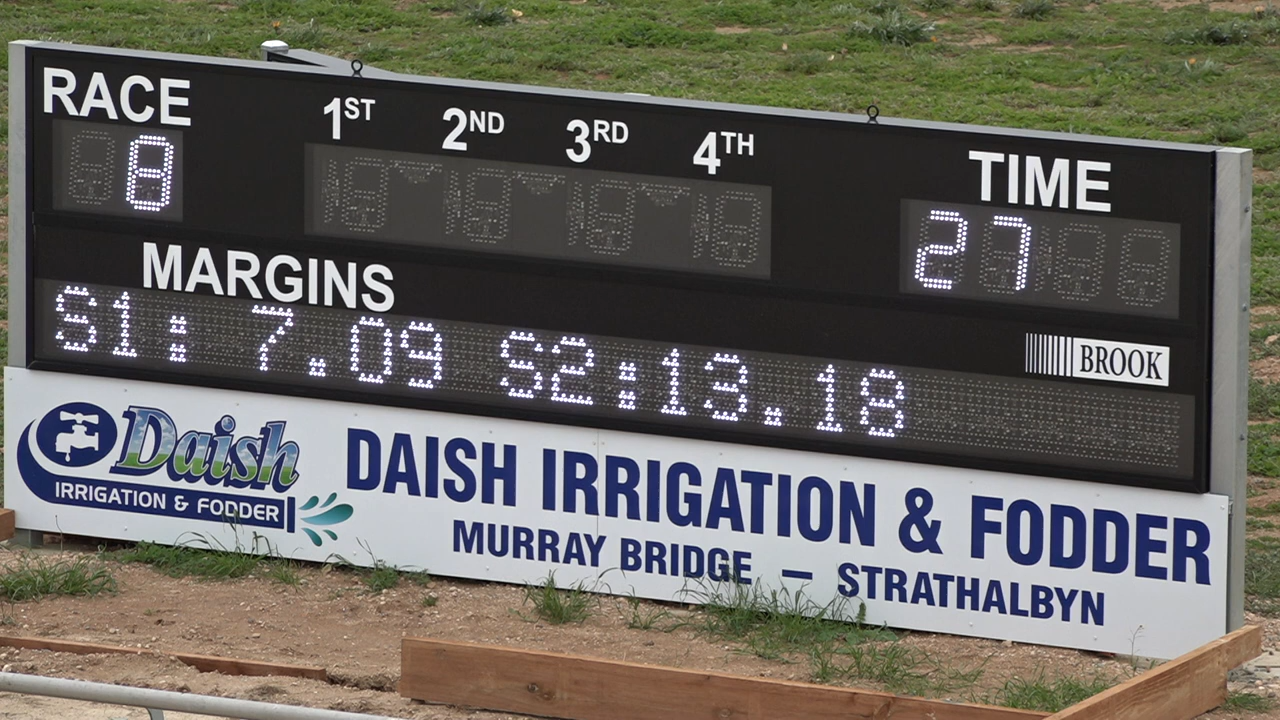 RACE 1ST 2ND 3RD 4TH TIME
8 27
MARGINS
S1: 7.09 S2:13.18
BROOK
Daish
IRRIGATION & FODDER
DAISH IRRIGATION & FODDER
MURRAY BRIDGE – STRATHALBYN